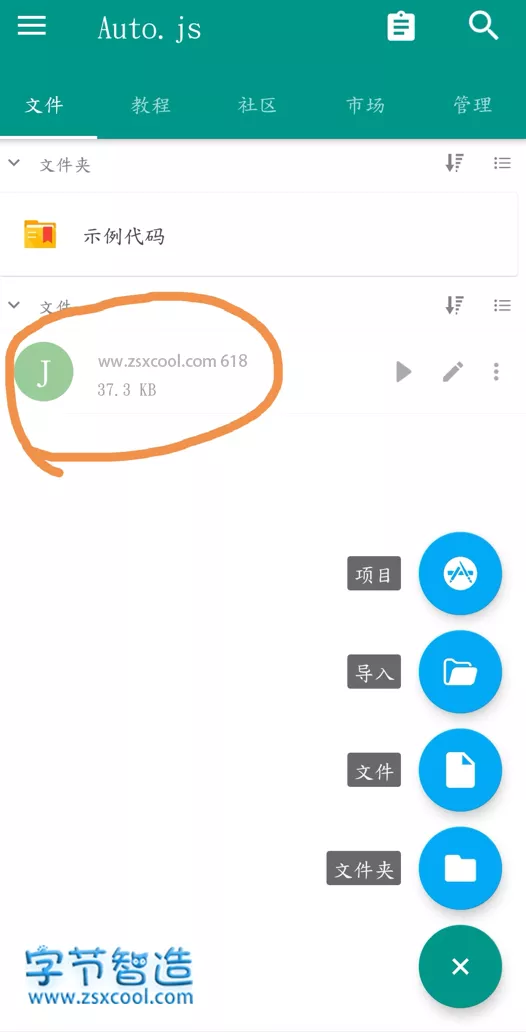 Auto.js
文件
教程
社区
市场
管理
文件夹
示例代码
文件
J
ww.zsxcool.com 618
37.3 KB
项目
导入
文件
文件夹
字节智造
www.zsxcool.com